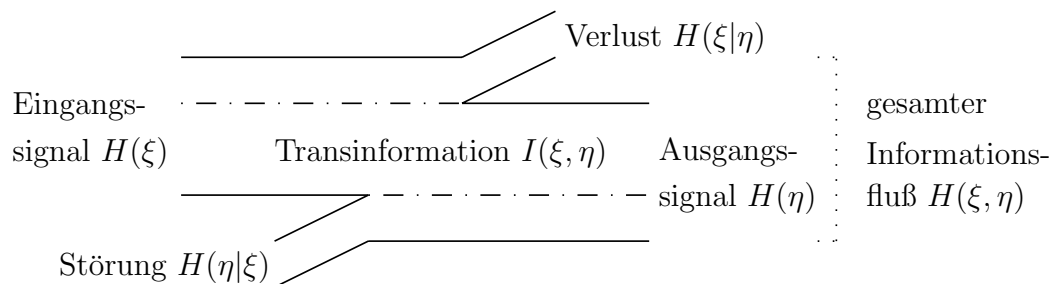 Verlust H(ξ|η)
Eingangs-
signal H(ξ)
Transinformation I(ξ, η)
Ausgangs-
signal H(η)
gesamter
Informations-
fluß H(ξ, η)
Störung H(η|ξ)